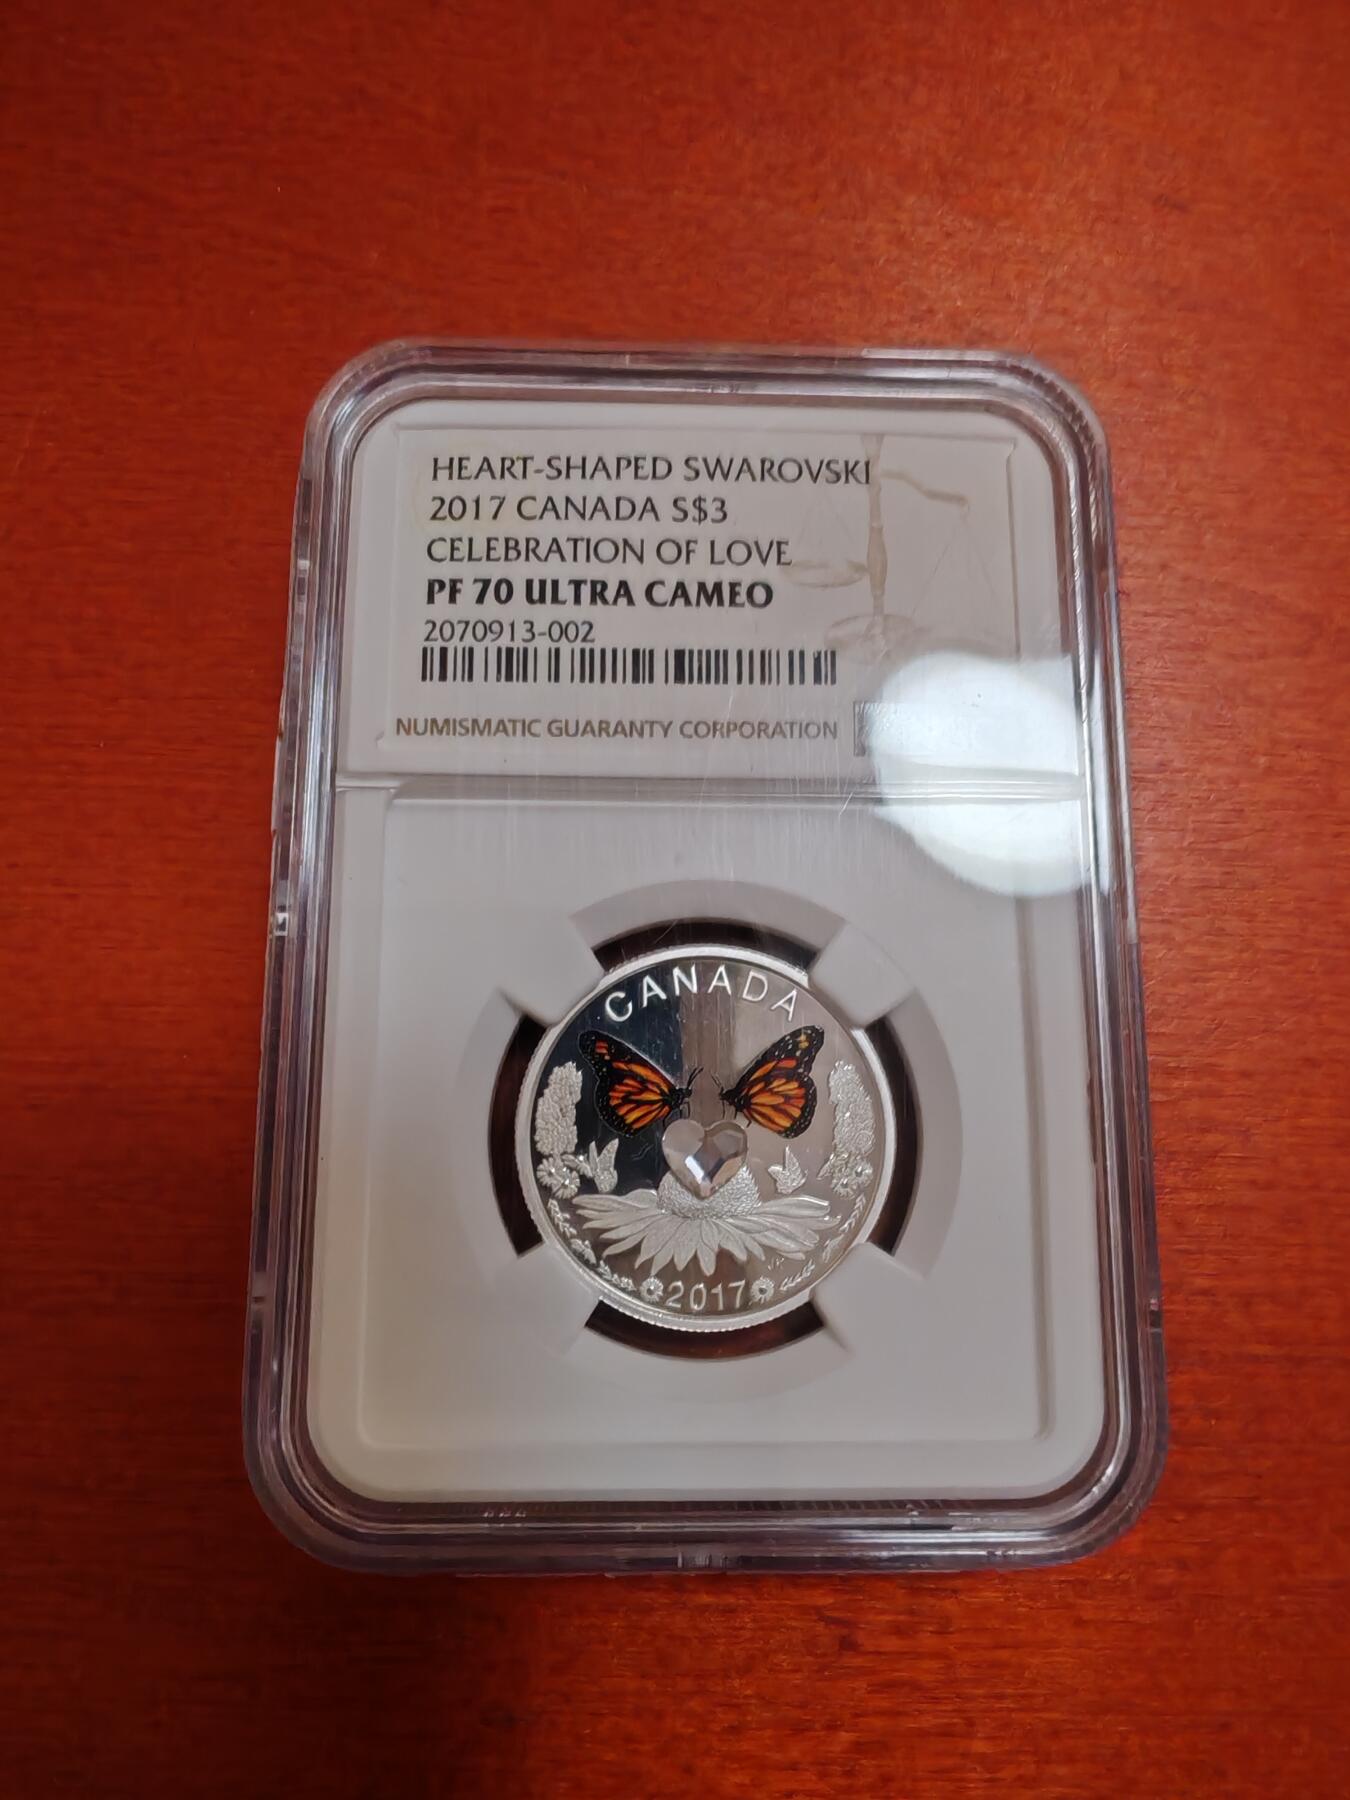 HEART-SHAPED SWAROVSKI
2017 CANADA S$3
CELEBRATION OF LOVE
PF 70 ULTRA CAMEO
2070913-002
NUMISMATIC GUARANTY CORPORATION
CANADA
2017